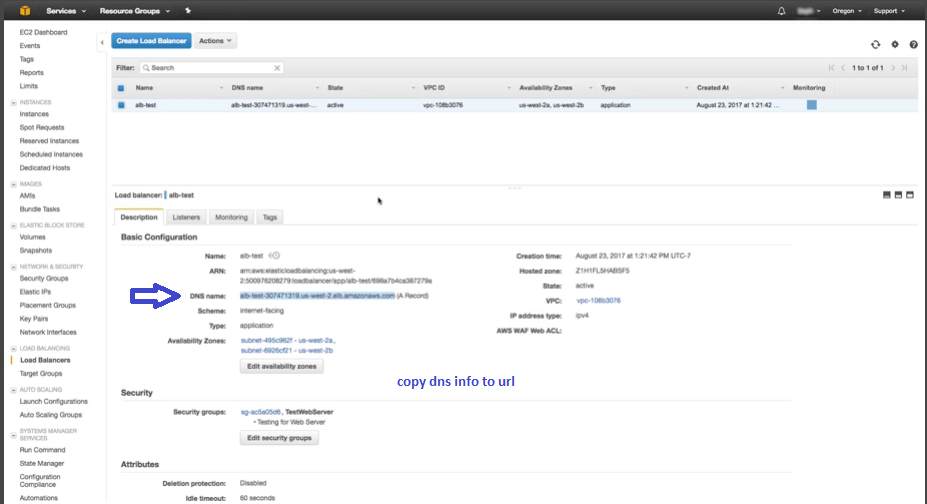 Services Resource Groups Oregon Support
EC2 Dashboard
Events
Tags
Reports
Limits
INSTANCES
Instances
Spot Requests
Reserved Instances
Scheduled Instances
Dedicated Hosts
IMAGES
AMIs
Bundle Tasks
ELASTIC BLOCK STORE
Volumes
Snapshots
NETWORK & SECURITY
Security Groups
Elastic IPs
Placement Groups
Key Pairs
Network Interfaces
LOAD BALANCING
Load Balancers
Target Groups
AUTO SCALING
Launch Configurations
Auto Scaling Groups
SYSTEMS MANAGER
SERVICES
Run Command
State Manager
Configuration
Compliance
Automations
Create Load Balancer Actions
Filter: Search 1 to 1 of 1
Name DNS name State VPC ID Availability Zones Type Created At Monitoring
alb-test alb-test-307471319.us-west-... active vpc-108b3076 us-west-2a, us-west-2b application August 23, 2017 at 1:21:42 ...
Load balancer: alb-test
Description Listeners Monitoring Tags
Basic Configuration
Name: alb-test
ARN: arn:aws:elasticloadbalancing:us-west-
2:500976208279:loadbalancer/app/alb-test/698a7b4ca387279a
DNS name: alb-test-307471319.us-west-2.elb.amazonaws.com (A Record)
Scheme: internet-facing
Type: application
Availability Zones: subnet-495c962f - us-west-2a,
subnet-6926cf21 - us-west-2b
Edit availability zones
Creation time: August 23, 2017 at 1:21:42 PM UTC-7
Hosted zone: Z1H1FL5HABSF5
State: active
VPC: vpc-108b3076
IP address type: ipv4
AWS WAF Web ACL:
copy dns info to url
Security
Security groups: sg-ac5a05d6, TestWebServer
• Testing for Web Server
Edit security groups
Attributes
Deletion protection: Disabled
Idle timeout: 60 seconds